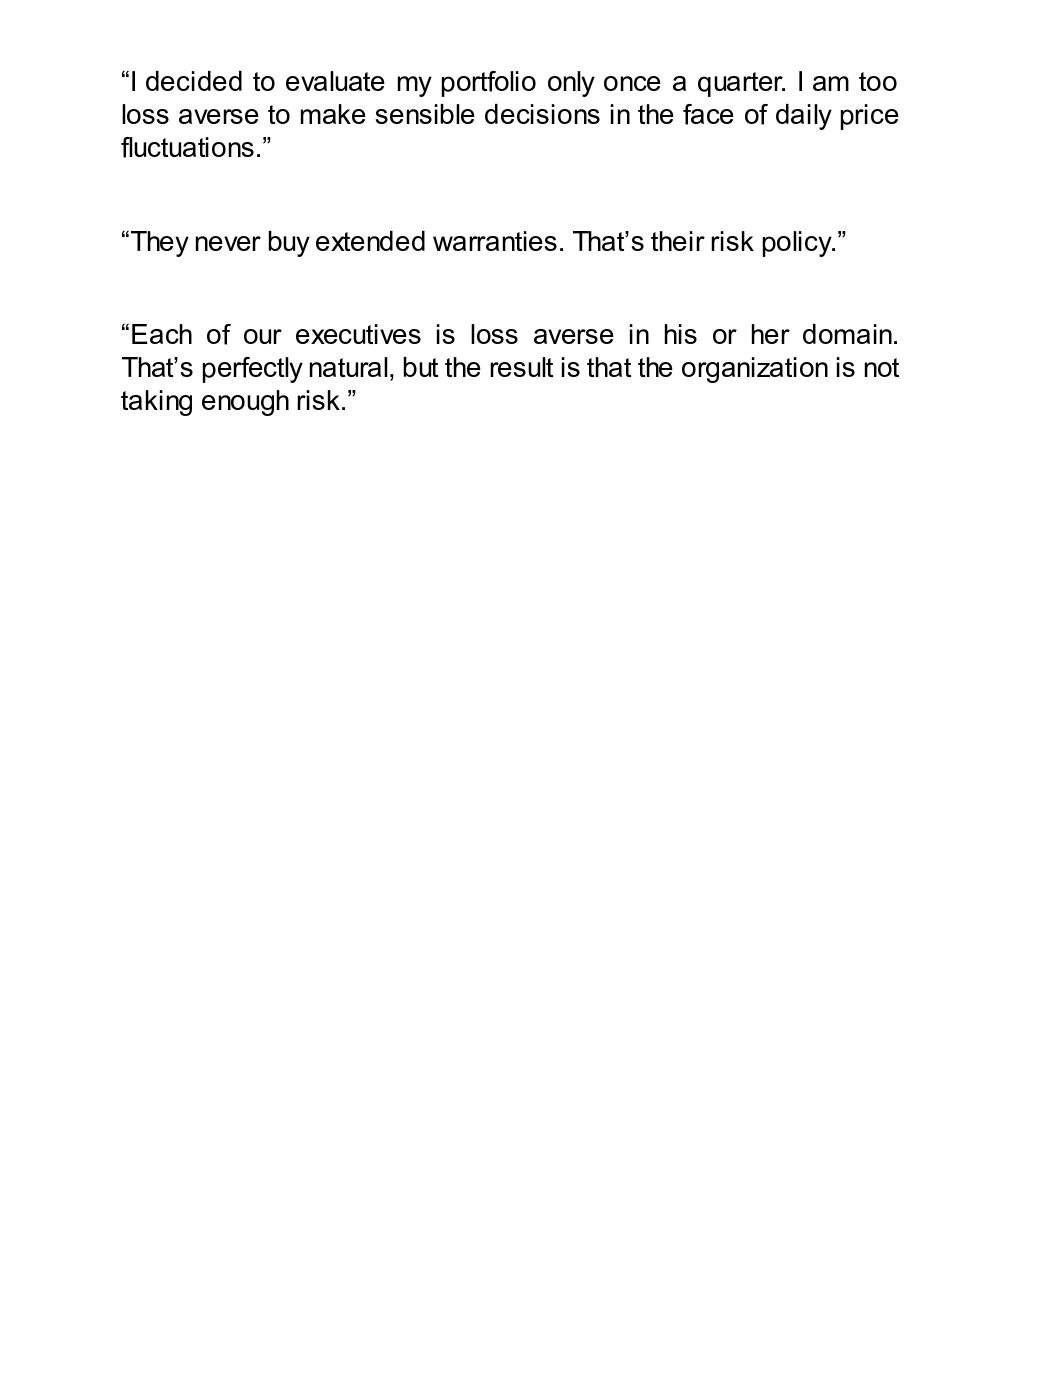 “I decided to evaluate my portfolio only once a quarter. I am too
loss averse to make sensible decisions in the face of daily price
fluctuations.”
“They never buy extended warranties. That’s their risk policy.”
“Each of our executives is loss averse in his or her domain.
That’s perfectly natural, but the result is that the organization is not
taking enough risk.”